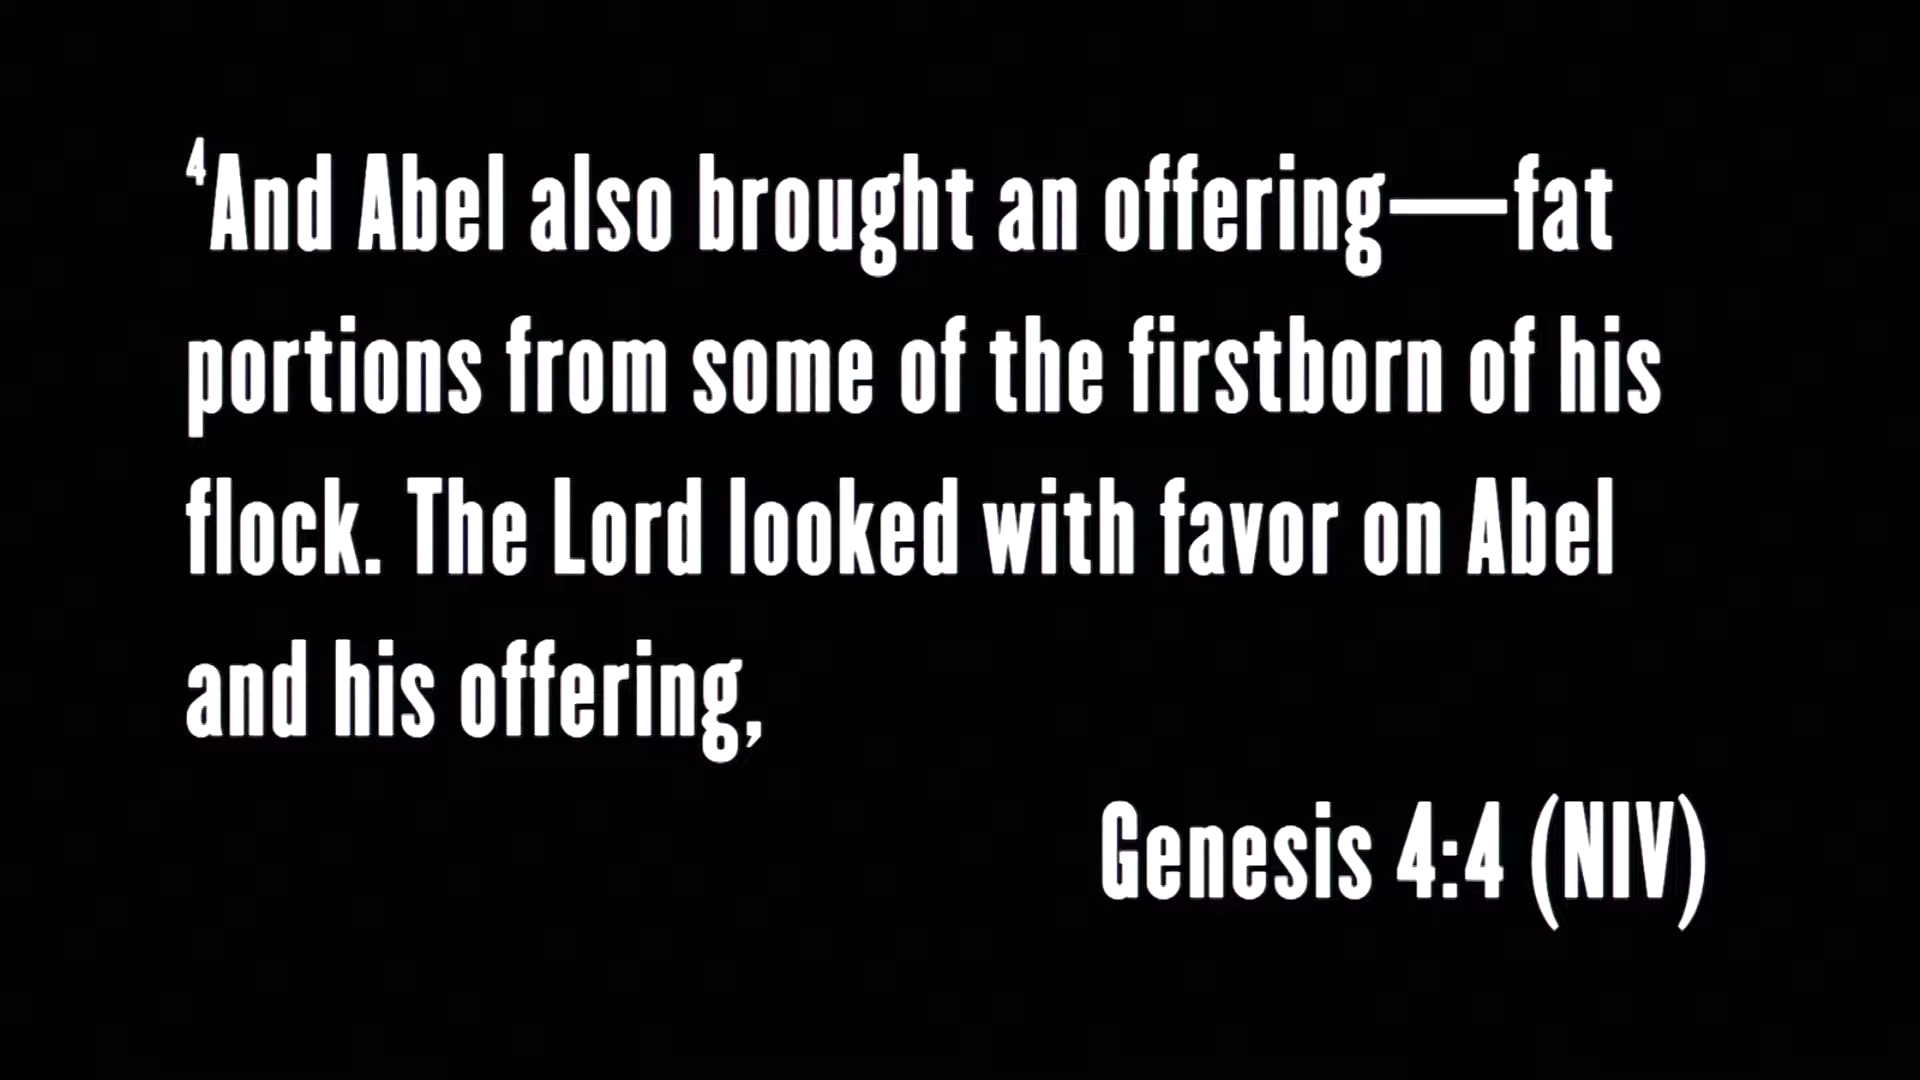 ⁴And Abel also brought an offering—fat
portions from some of the firstborn of his
flock. The Lord looked with favor on Abel
and his offering,
Genesis 4:4 (NIV)